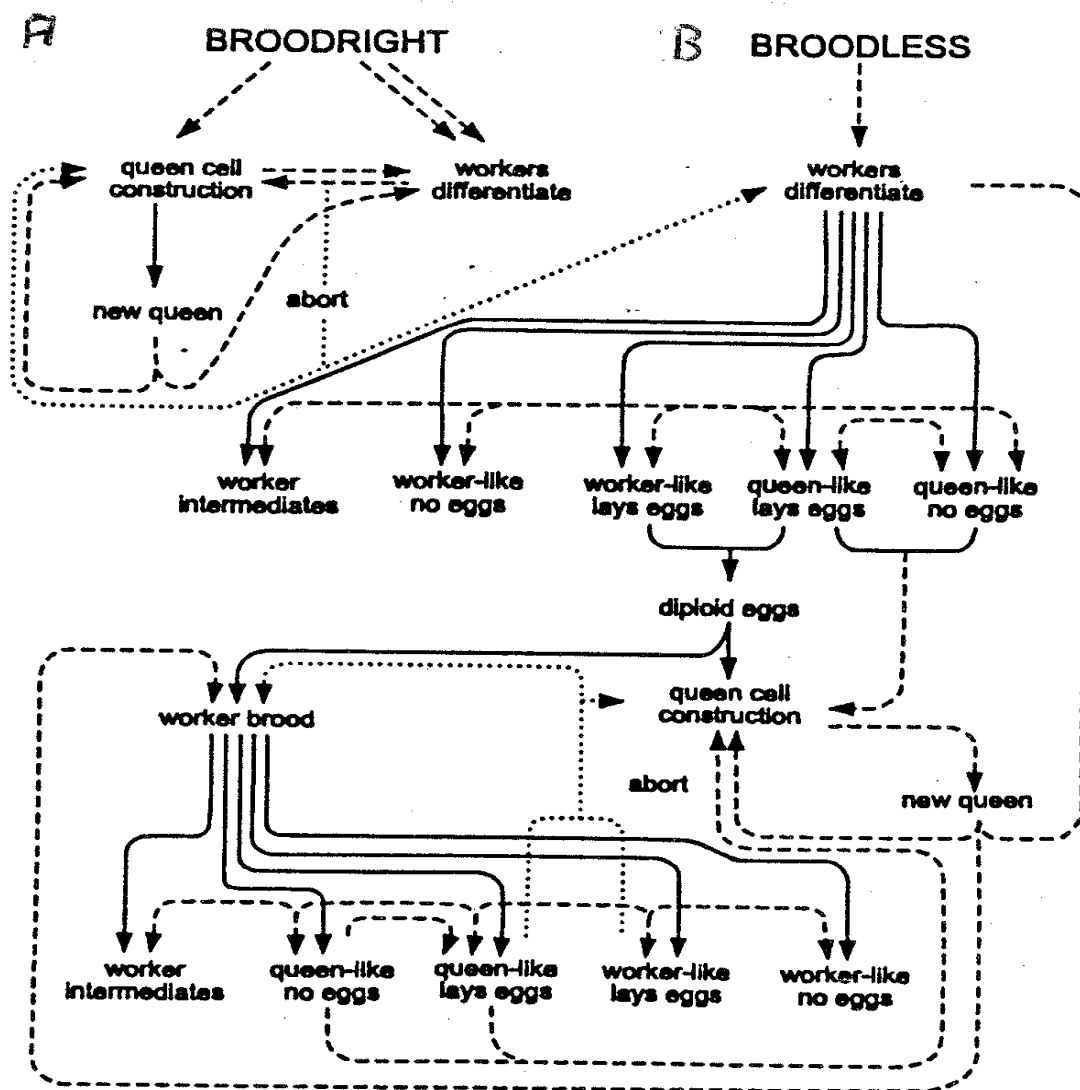 A BROODRIGHT
B BROODLESS
queen cell
construction
workers
differentiate
workers
differentiate
new queen
abort
worker
intermediates
worker-like
no eggs
worker-like
lays eggs
queen-like
lays eggs
queen-like
no eggs
diploid eggs
worker brood
queen cell
construction
abort
new queen
worker
intermediates
queen-like
no eggs
queen-like
lays eggs
worker-like
lays eggs
worker-like
no eggs